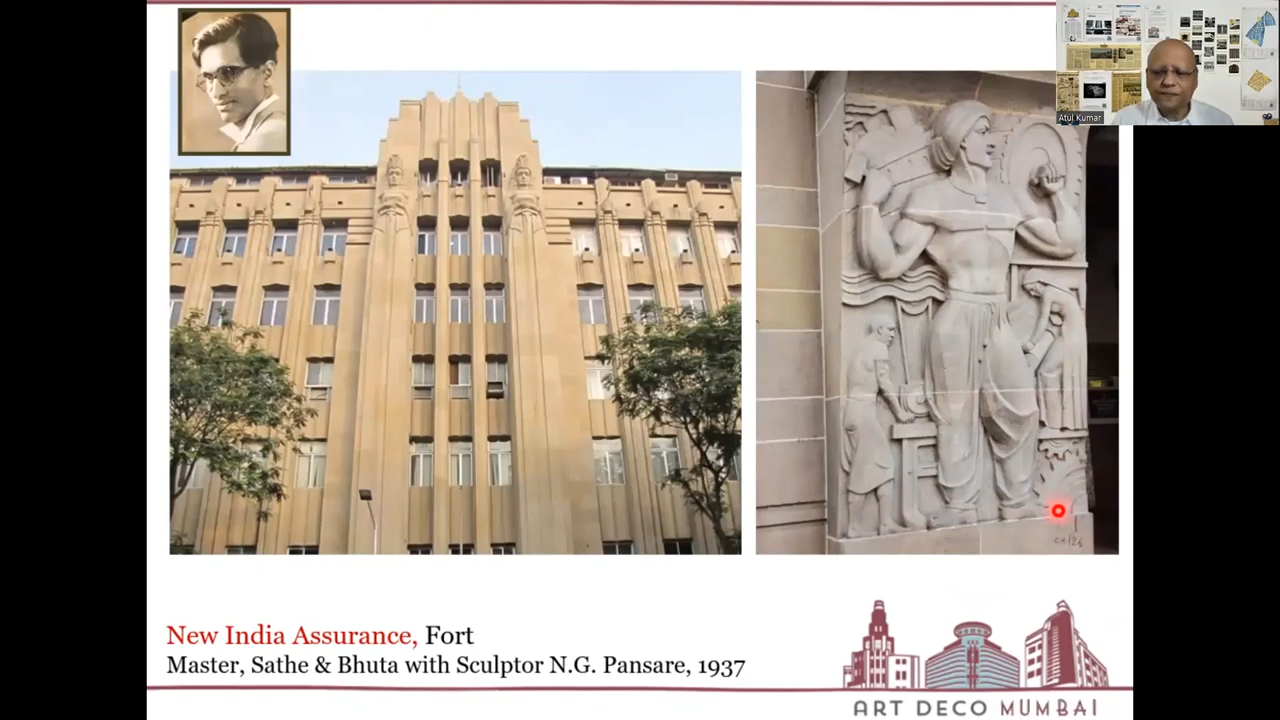 Atul Kumar
New India Assurance, Fort
Master, Sathe & Bhuta with Sculptor N.G. Pansare, 1937
ART DECO MUMBAI